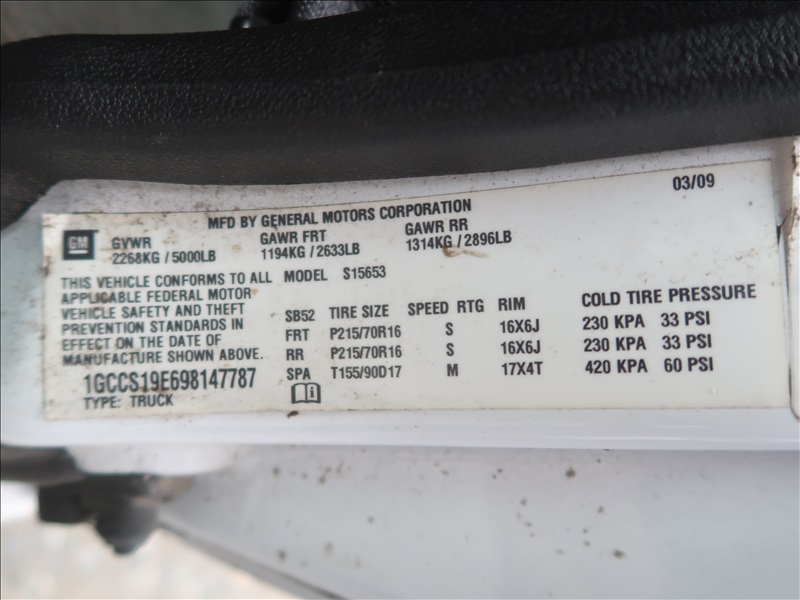 03/09
MFD BY GENERAL MOTORS CORPORATION
GM GVWR GAWR FRT GAWR RR
2268KG / 5000LB 1194KG / 2633LB 1314KG / 2896LB
THIS VEHICLE CONFORMS TO ALL MODEL S15653
APPLICABLE FEDERAL MOTOR
VEHICLE SAFETY AND THEFT
PREVENTION STANDARDS IN
EFFECT ON THE DATE OF
MANUFACTURE SHOWN ABOVE.
1GCCS19E698147787
TYPE: TRUCK
SB52 TIRE SIZE SPEED RTG RIM COLD TIRE PRESSURE
FRT P215/70R16 S 16X6J 230 KPA 33 PSI
RR P215/70R16 S 16X6J 230 KPA 33 PSI
SPA T155/90D17 M 17X4T 420 KPA 60 PSI